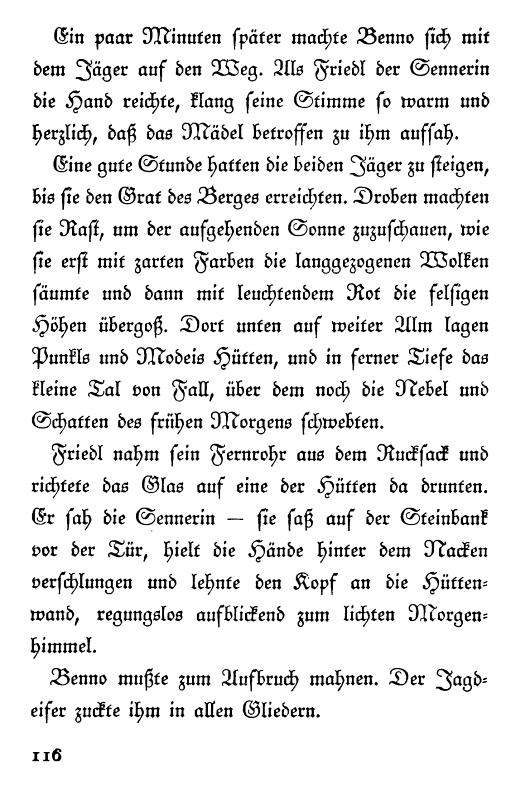 Ein paar Minuten ſpäter machte Benno ſich mit
dem Jäger auf den Weg. Als Friedl der Sennerin
die Hand reichte, klang ſeine Stimme ſo warm und
herzlich, daß das Mädel betroffen zu ihm aufſah.
Eine gute Stunde hatten die beiden Jäger zu ſteigen,
bis ſie den Grat des Berges erreichten. Droben machten
ſie Raſt, um der aufgehenden Sonne zuzuſchauen, wie
ſie erſt mit zarten Farben die langgezogenen Wolken
ſäumte und dann mit leuchtendem Rot die felſigen
Höhen übergoß. Dort unten auf weiter Alm lagen
Punkls und Modeis Hütten, und in ferner Tiefe das
kleine Tal von Fall, über dem noch die Nebel und
Schatten des frühen Morgens ſchwebten.
Friedl nahm ſein Fernrohr aus dem Ruckſack und
richtete das Glas auf eine der Hütten da drunten.
Er ſah die Sennerin — ſie ſaß auf der Steinbank
vor der Tür, hielt die Hände hinter dem Nacken
verſchlungen und lehnte den Kopf an die Hütten⸗
wand, regungslos aufblickend zum lichten Morgen⸗
himmel.
Benno mußte zum Aufbruch mahnen. Der Jagd⸗
eifer zuckte ihm in allen Gliedern.
116